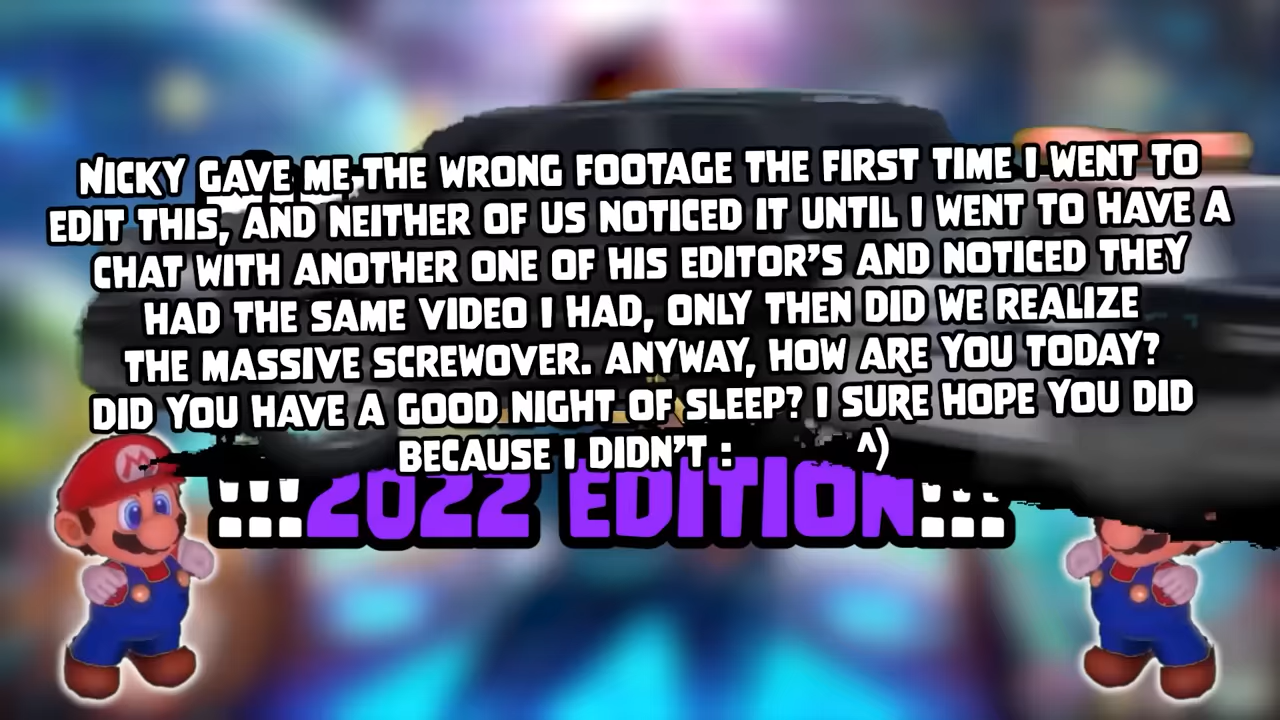 NICKY GAVE ME THE WRONG FOOTAGE THE FIRST TIME I WENT TO
EDIT THIS, AND NEITHER OF US NOTICED IT UNTIL I WENT TO HAVE A
CHAT WITH ANOTHER ONE OF HIS EDITOR'S AND NOTICED THEY
HAD THE SAME VIDEO I HAD, ONLY THEN DID WE REALIZE
THE MASSIVE SCREWOVER. ANYWAY, HOW ARE YOU TODAY?
DID YOU HAVE A GOOD NIGHT OF SLEEP? I SURE HOPE YOU DID
BECAUSE I DIDN'T : ^)
2022 EDITION